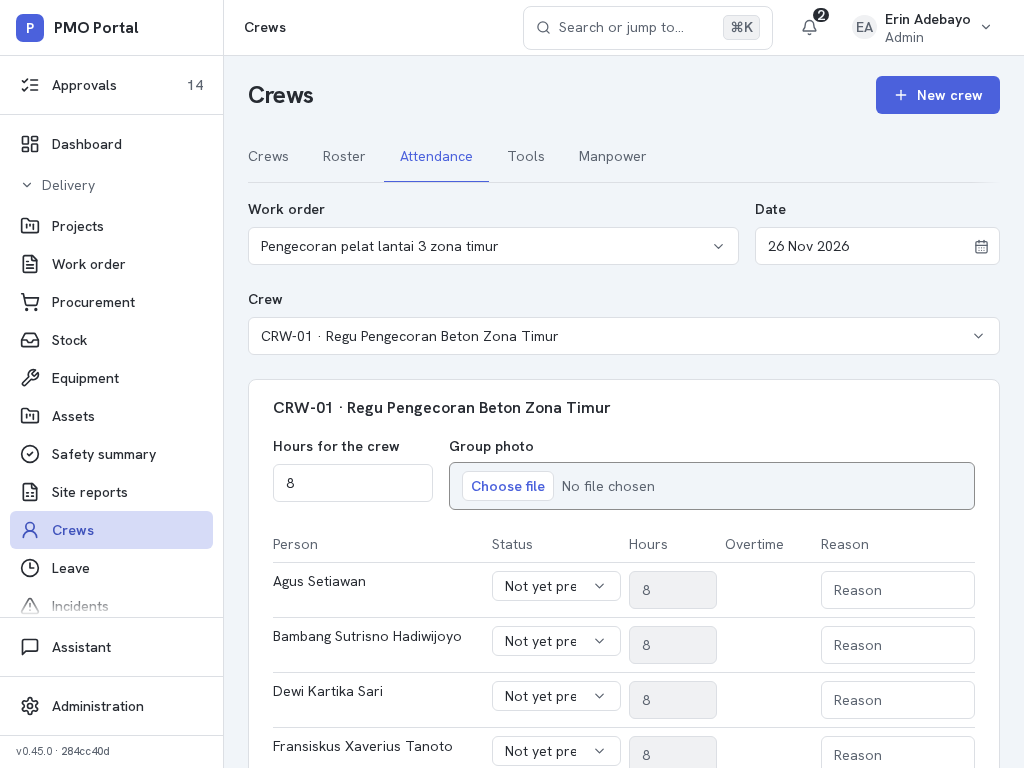 P PMO Portal
Crews
Search or jump to... ⌘K
2
EA Erin Adebayo
Admin
Approvals 14
Dashboard
Delivery
Projects
Work order
Procurement
Stock
Equipment
Assets
Safety summary
Site reports
Crews
Leave
Incidents
Assistant
Administration
v0.45.0 · 284cc40d
Crews
New crew
Crews Roster Attendance Tools Manpower
Work order Date
Pengecoran pelat lantai 3 zona timur 26 Nov 2026
Crew
CRW-01 · Regu Pengecoran Beton Zona Timur
CRW-01 · Regu Pengecoran Beton Zona Timur
Hours for the crew Group photo
8 Choose file No file chosen
Person Status Hours Overtime Reason
Agus Setiawan Not yet pre 8 Reason
Bambang Sutrisno Hadiwijoyo Not yet pre 8 Reason
Dewi Kartika Sari Not yet pre 8 Reason
Fransiskus Xaverius Tanoto Not yet pre 8 Reason